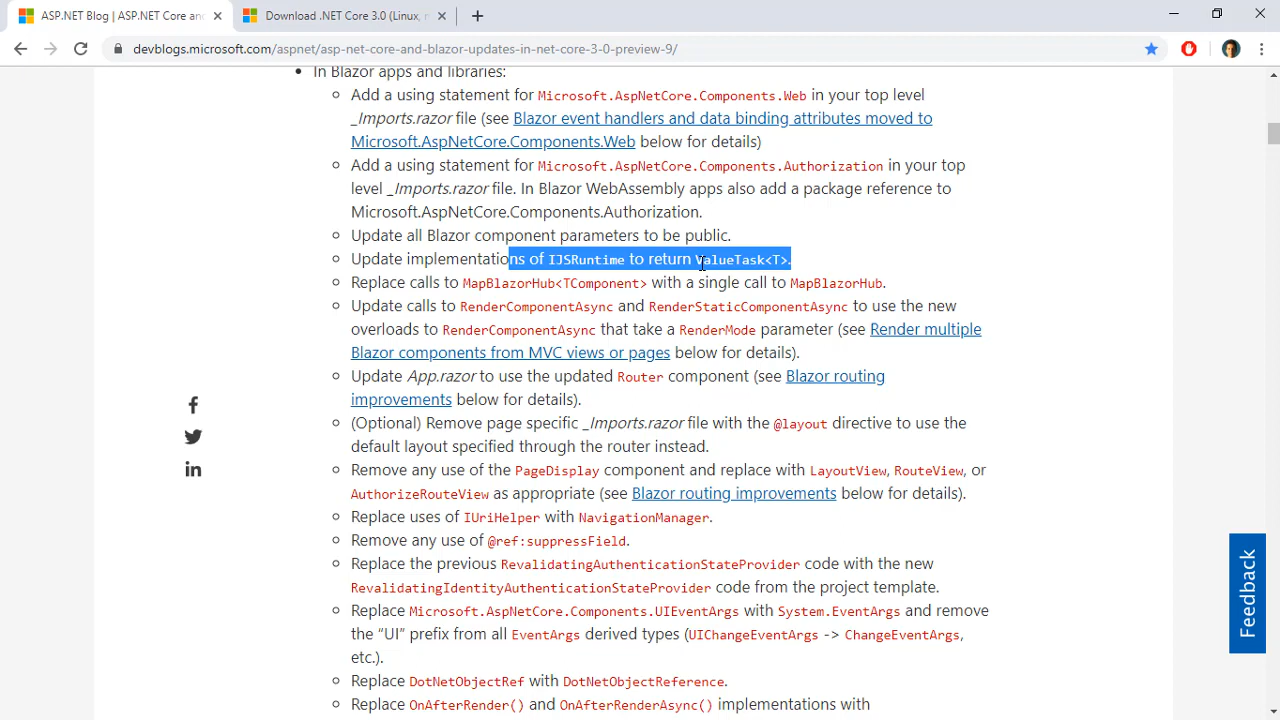 ASP.NET Blog | ASP.NET Core and
Download .NET Core 3.0 (Linux,
devblogs.microsoft.com/aspnet/asp-net-core-and-blazor-updates-in-net-core-3-0-preview-9/
• In Blazor apps and libraries:
Add a using statement for Microsoft.AspNetCore.Components.Web in your top level
_Imports.razor file (see Blazor event handlers and data binding attributes moved to
Microsoft.AspNetCore.Components.Web below for details)
Add a using statement for Microsoft.AspNetCore.Components.Authorization in your top
level _Imports.razor file. In Blazor WebAssembly apps also add a package reference to
Microsoft.AspNetCore.Components.Authorization.
Update all Blazor component parameters to be public.
Update implementations of IJSRuntime to return ValueTask<T>.
Replace calls to MapBlazorHub<TComponent> with a single call to MapBlazorHub.
Update calls to RenderComponentAsync and RenderStaticComponentAsync to use the new
overloads to RenderComponentAsync that take a RenderMode parameter (see Render multiple
Blazor components from MVC views or pages below for details).
Update App.razor to use the updated Router component (see Blazor routing
improvements below for details).
(Optional) Remove page specific _Imports.razor file with the @layout directive to use the
default layout specified through the router instead.
Remove any use of the PageDisplay component and replace with LayoutView, RouteView, or
AuthorizeRouteView as appropriate (see Blazor routing improvements below for details).
Replace uses of IUriHelper with NavigationManager.
Remove any use of @ref:suppressField.
Replace the previous RevalidatingAuthenticationStateProvider code with the new
RevalidatingIdentityAuthenticationStateProvider code from the project template.
Replace Microsoft.AspNetCore.Components.UIEventArgs with System.EventArgs and remove
the “UI” prefix from all EventArgs derived types (UIChangeEventArgs -> ChangeEventArgs,
etc.).
Replace DotNetObjectRef with DotNetObjectReference.
Replace OnAfterRender() and OnAfterRenderAsync() implementations with
Feedback